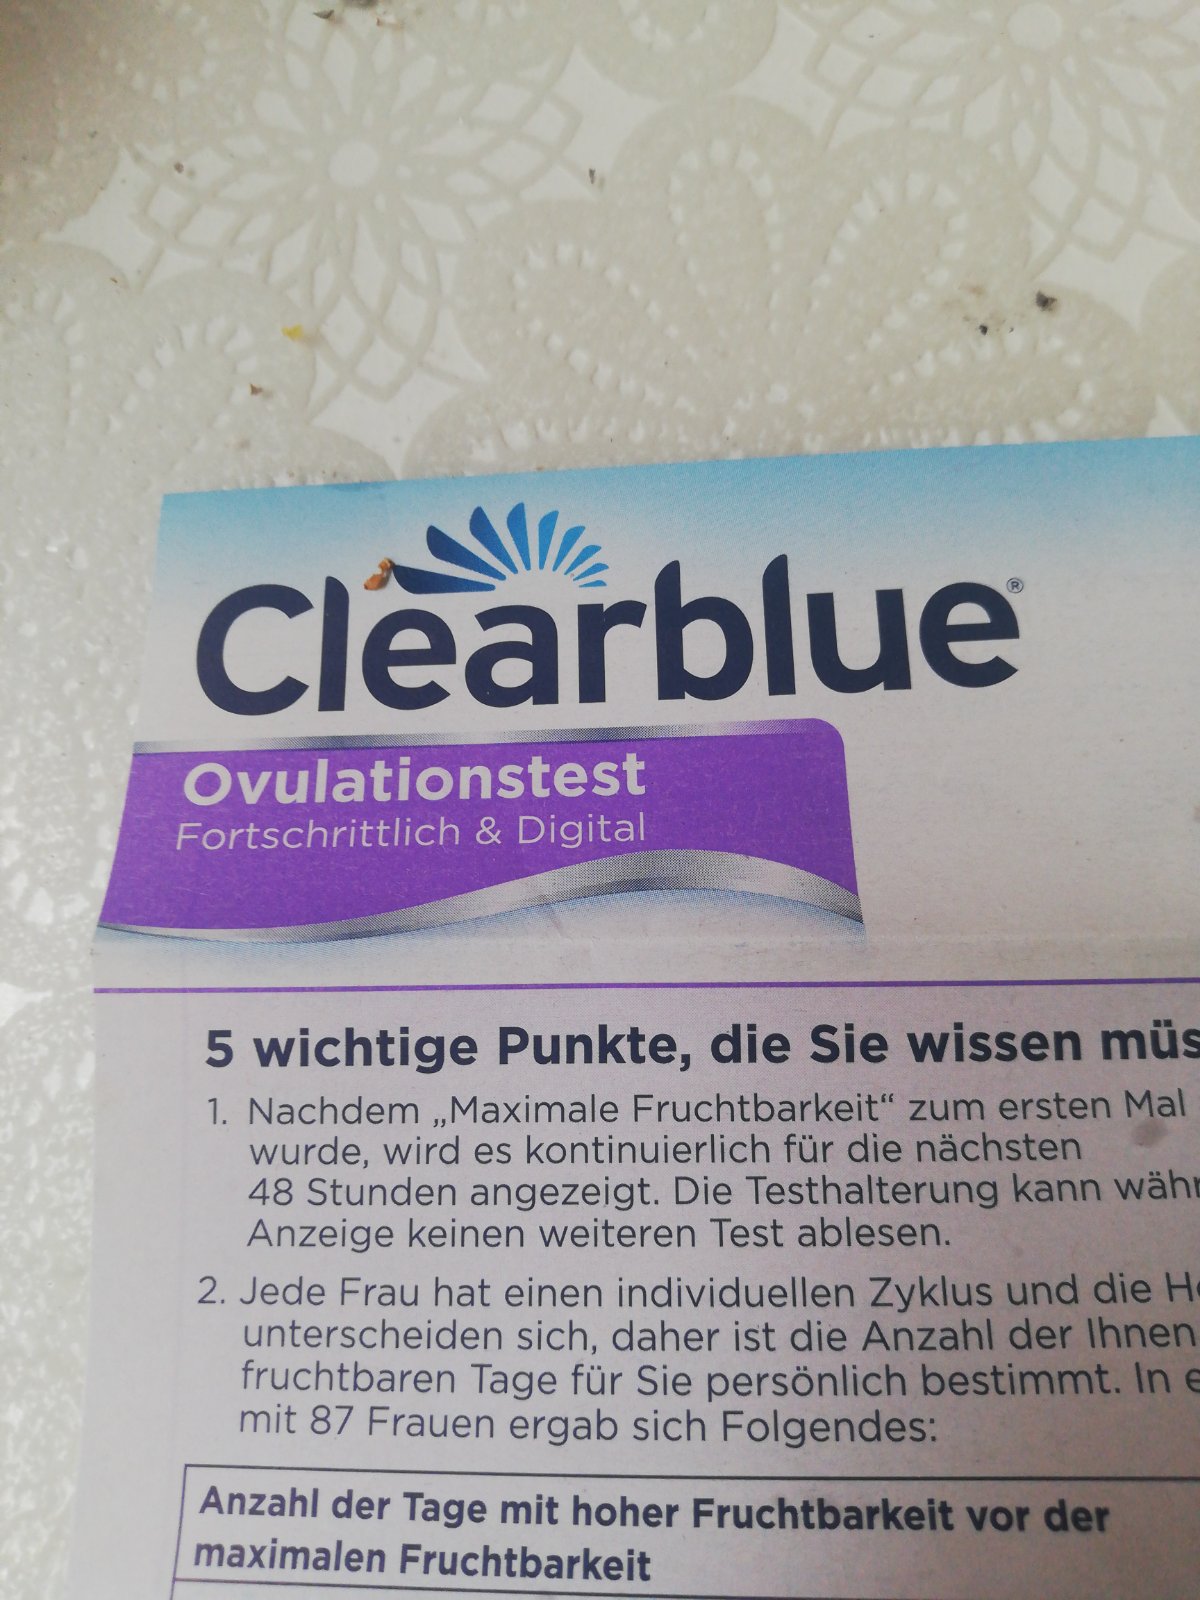 Clearblue®
Ovulationstest
Fortschrittlich & Digital
5 wichtige Punkte, die Sie wissen müs
1. Nachdem „Maximale Fruchtbarkeit“ zum ersten Mal
wurde, wird es kontinuierlich für die nächsten
48 Stunden angezeigt. Die Testhalterung kann währ
Anzeige keinen weiteren Test ablesen.
2. Jede Frau hat einen individuellen Zyklus und die
unterscheiden sich, daher ist die Anzahl der Ihnen
fruchtbaren Tage für Sie persönlich bestimmt. In
mit 87 Frauen ergab sich Folgendes:
Anzahl der Tage mit hoher Fruchtbarkeit vor der
maximalen Fruchtbarkeit